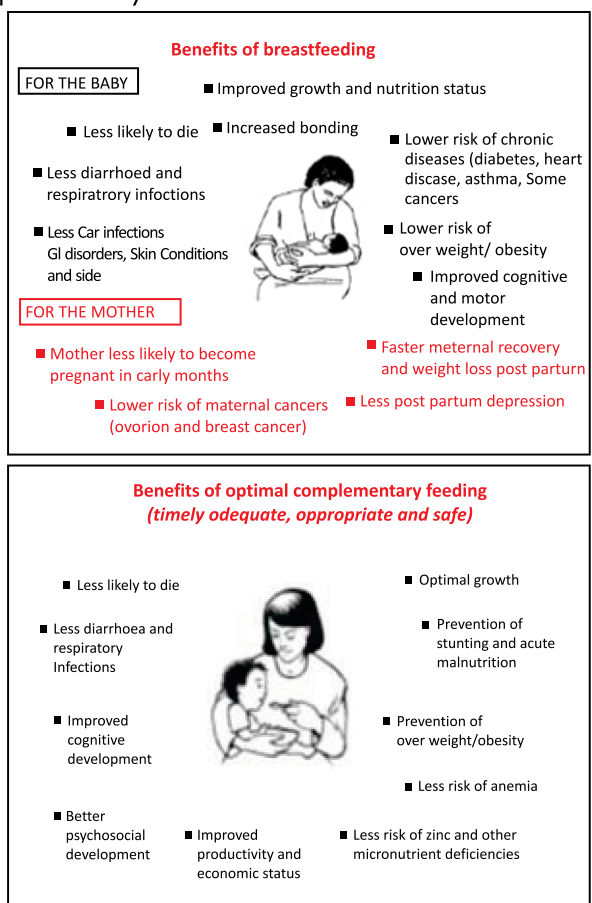 Benefits of breastfeeding
FOR THE BABY
■ Improved growth and nutrition status
■ Less likely to die
■ Increased bonding
■ Less diarrhoed and
respiratrory infoctions
■ Less Car infections
Gl disorders, Skin Conditions
and side
■ Lower risk of chronic
diseases (diabetes, heart
disease, asthma, Some
cancers
■ Lower risk of
over weight/ obesity
■ Improved cognitive
and motor
development
FOR THE MOTHER
■ Mother less likely to become
pregnant in carly months
■ Lower risk of maternal cancers
(ovorion and breast cancer)
■ Faster meternal recovery
and weight loss post parturn
■ Less post partum depression
Benefits of optimal complementary feeding
(timely adequate, oppropriate and safe)
■ Less likely to die
■ Less diarrhoea and
respiratory
Infections
■ Improved
cognitive
development
■ Better
psychosocial
development
■ Improved
productivity and
economic status
■ Optimal growth
■ Prevention of
stunting and acute
malnutrition
■ Prevention of
over weight/obesity
■ Less risk of anemia
■ Less risk of zinc and other
micronutrient deficiencies